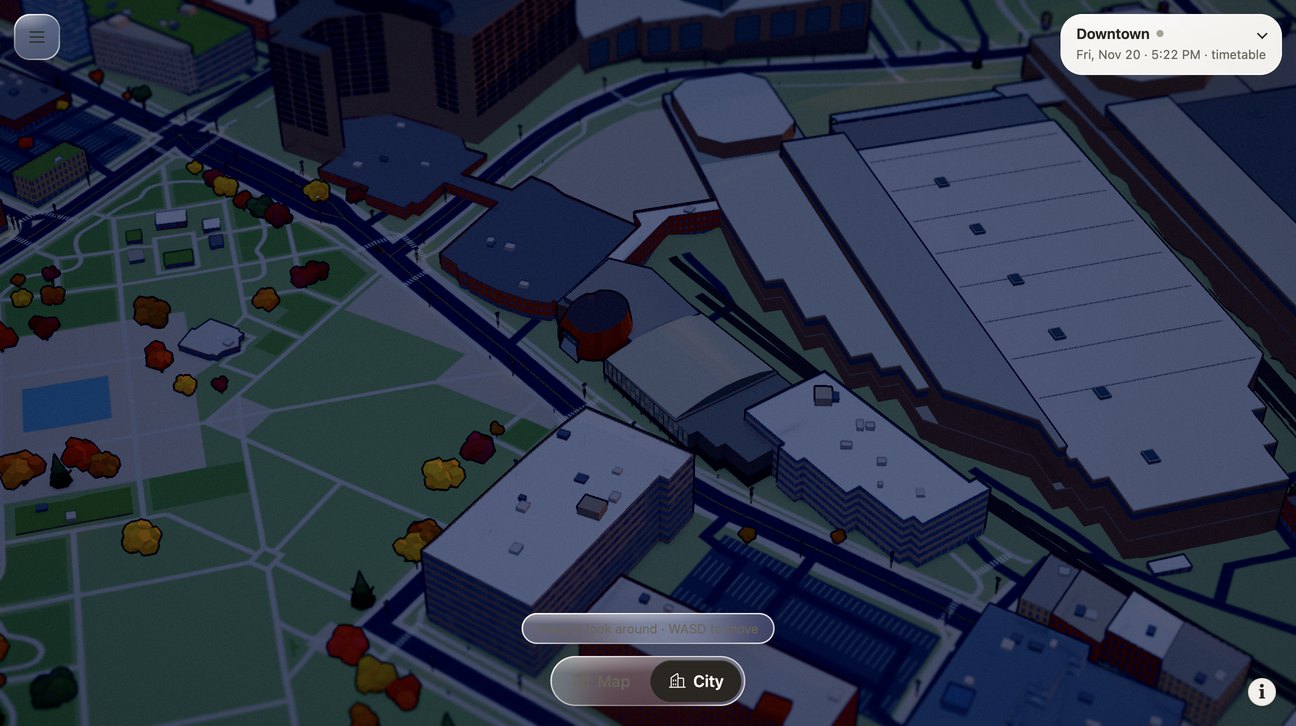 Downtown
Fri, Nov 20 · 5:22 PM · timetable
look around · WASD to move
Map
City
i